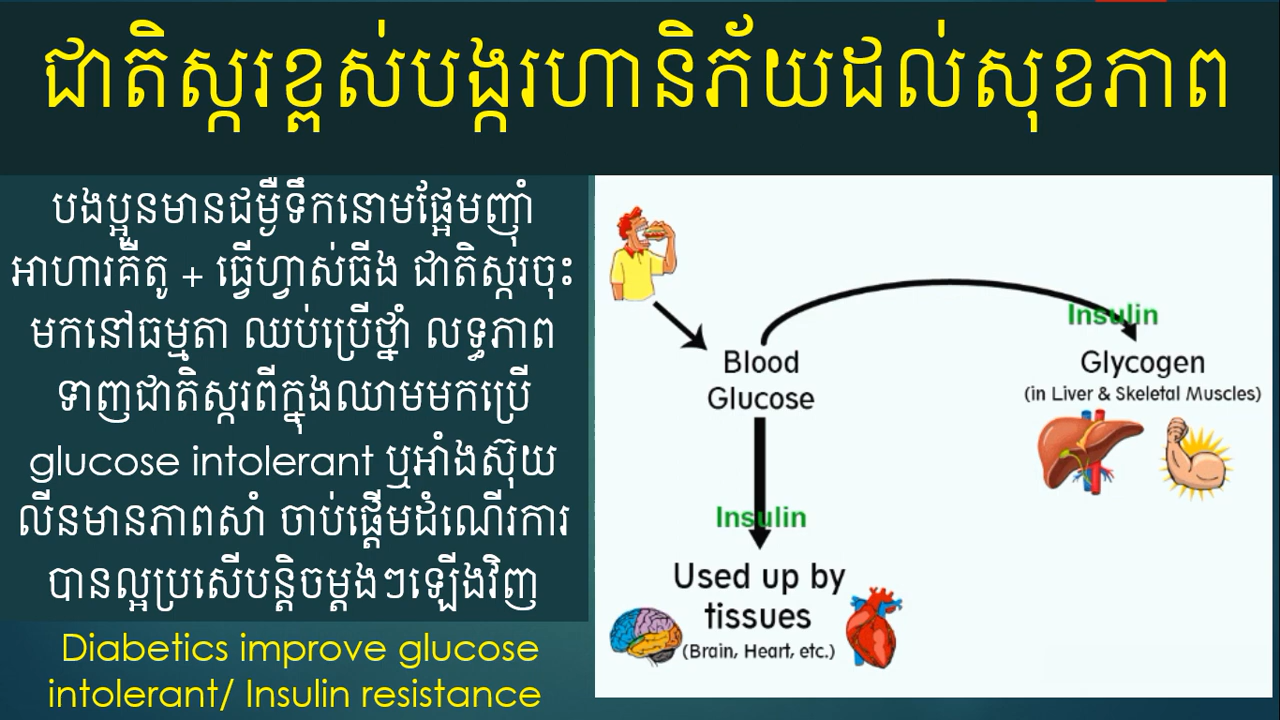 ជាតិស្ករខ្ពស់បង្ករហានិភ័យដល់សុខភាព
បងប្អូនមានជម្ងឺទឹកនោមផ្អែមញ៉ាំ
អាហារគីតូ + ធ្វើហ្វាស់ធីង ជាតិស្ករចុះ
មកនៅធម្មតា ឈប់ប្រើថ្នាំ លទ្ធភាព
ទាញជាតិស្ករពីក្នុងឈាមមកប្រើ
glucose intolerant ឬអាំងស៊ុយ
លីនមានភាពសាំ ចាប់ផ្ដើមដំណើរការ
បានល្អប្រសើបន្តិចម្ដងៗឡើងវិញ
Diabetics improve glucose
intolerant/ Insulin resistance
Blood
Glucose
Insulin
Glycogen
(in Liver & Skeletal Muscles)
Insulin
Used up by
tissues
(Brain, Heart, etc.)